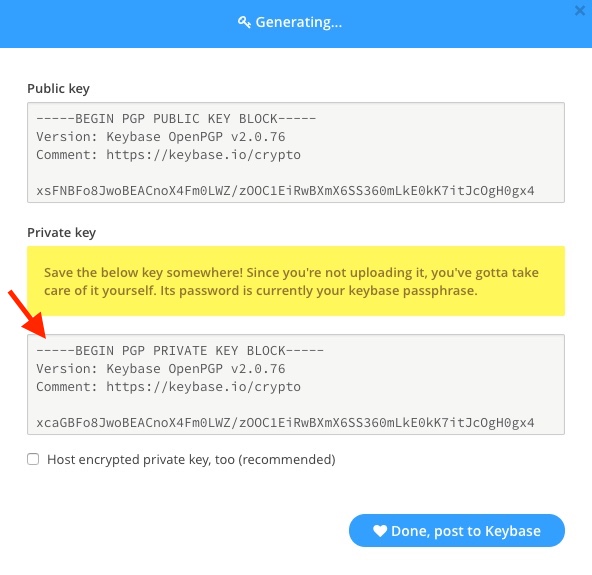 Generating...
Public key
-----BEGIN PGP PUBLIC KEY BLOCK-----
Version: Keybase OpenPGP v2.0.76
Comment: https://keybase.io/crypto
xsFNBFo8JwoBEACnoX4Fm0LWZ/zOOC1EiRwBXmX6SS360mLkE0kK7itJcOgH0gx4
Private key
Save the below key somewhere! Since you're not uploading it, you've gotta take
care of it yourself. Its password is currently your keybase passphrase.
-----BEGIN PGP PRIVATE KEY BLOCK-----
Version: Keybase OpenPGP v2.0.76
Comment: https://keybase.io/crypto
xcaGBFo8JwoBEACnoX4Fm0LWZ/zOOC1EiRwBXmX6SS360mLkE0kK7itJcOgH0gx4
Host encrypted private key, too (recommended)
Done, post to Keybase